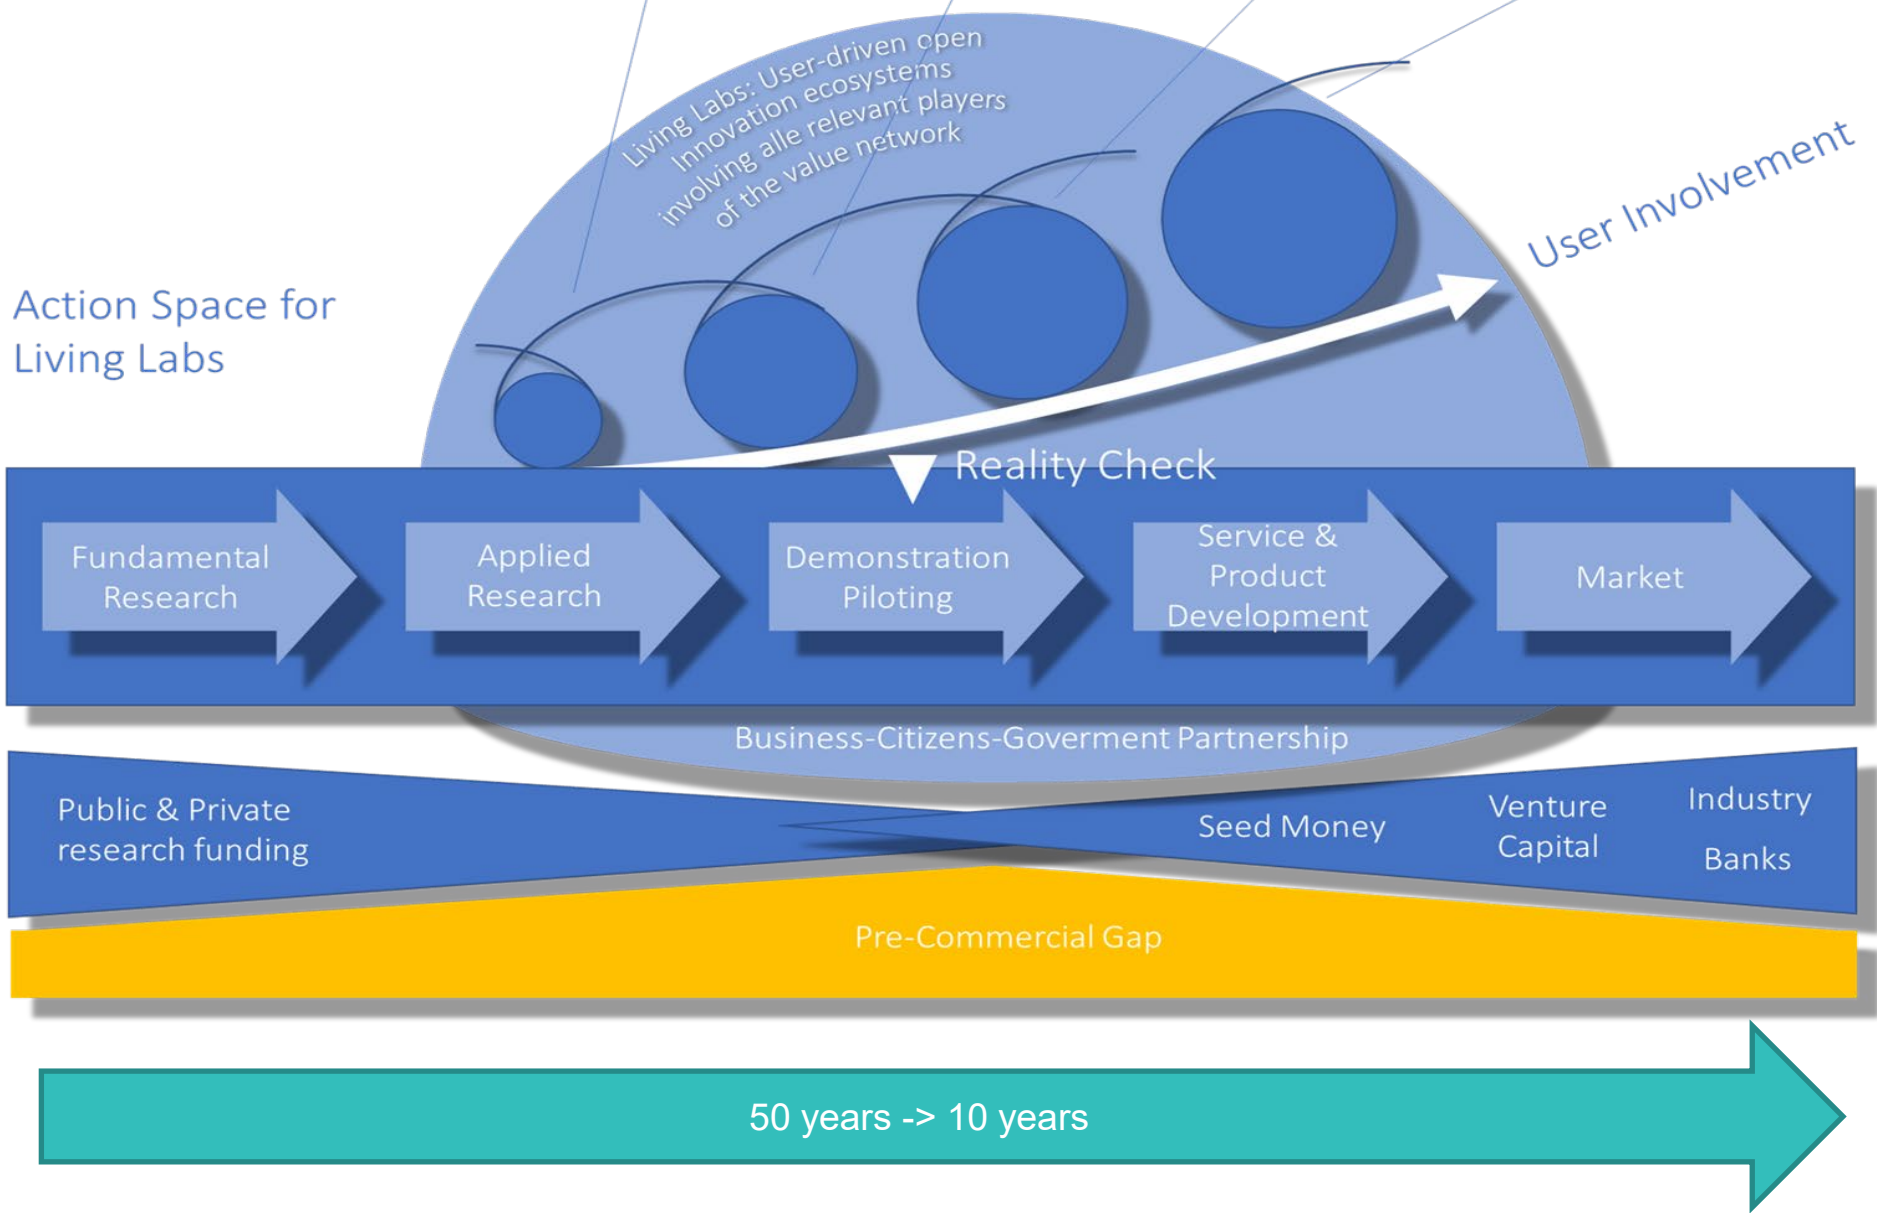 Living Labs: User-driven open
Innovation ecosystems
involving alle relevant players
of the value network
User Involvement
Action Space for
Living Labs
Reality Check
Fundamental
Research
Applied
Research
Demonstration
Piloting
Service &
Product
Development
Market
Business-Citizens-Goverment Partnership
Public & Private
research funding
Seed Money
Venture
Capital
Industry
Banks
Pre-Commercial Gap
50 years -> 10 years